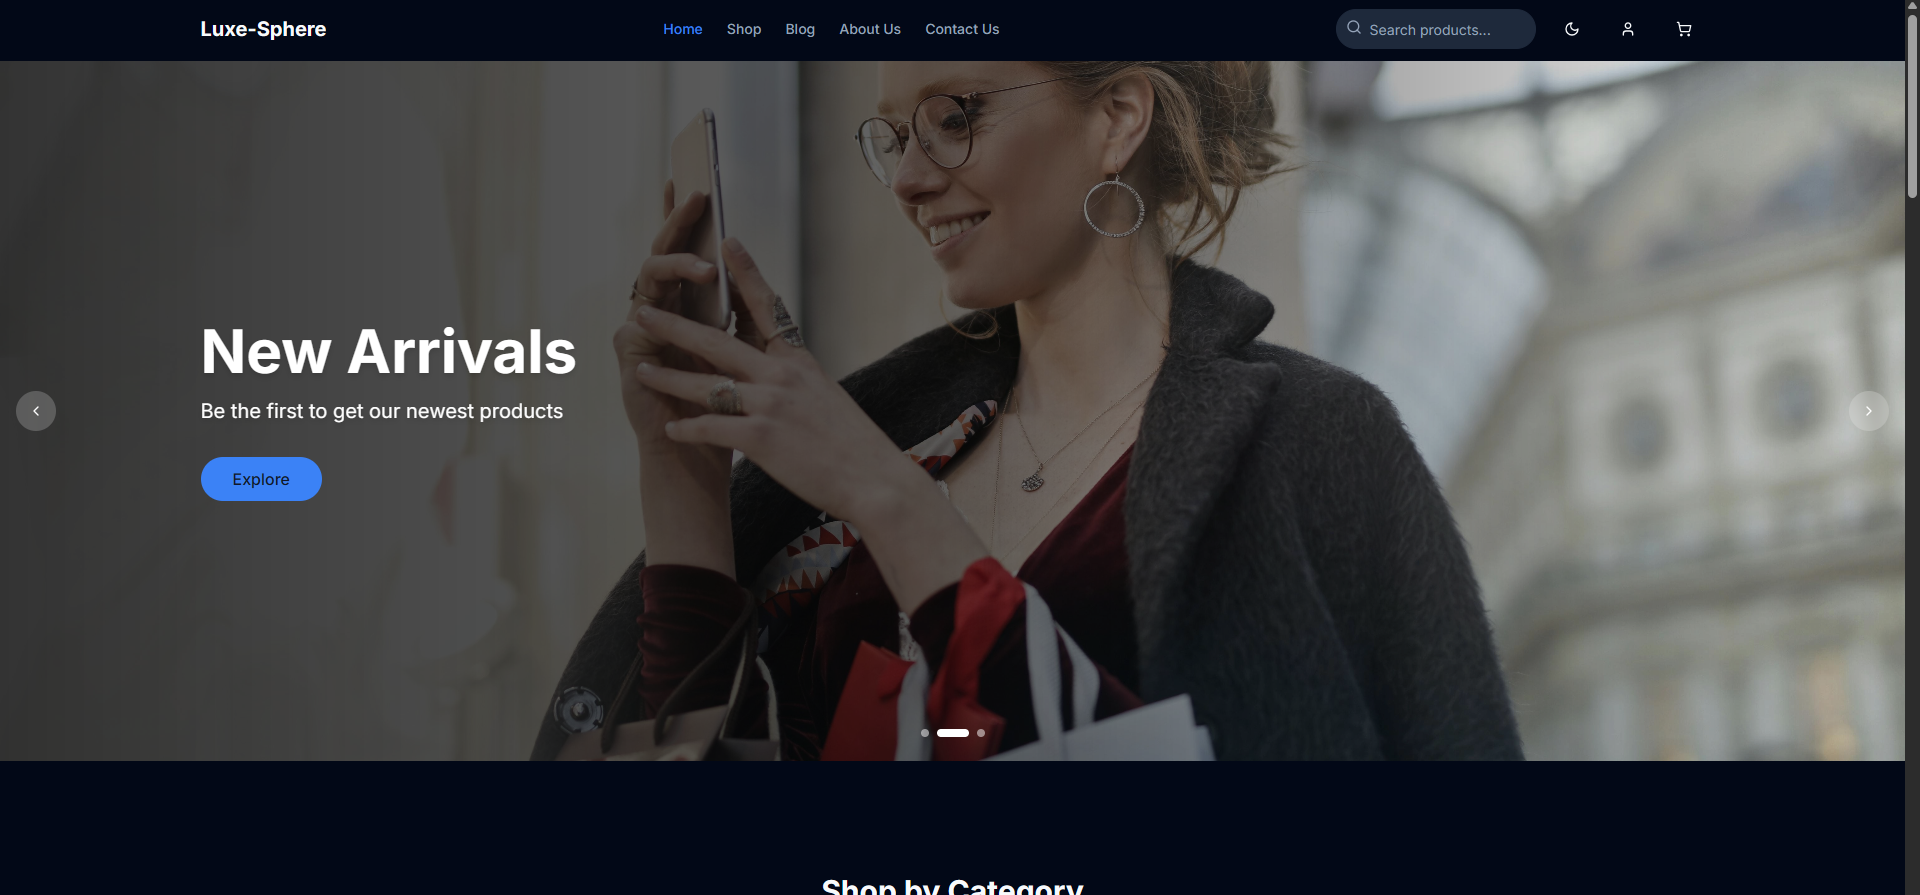 Luxe-Sphere
Home
Shop
Blog
About Us
Contact Us
Search products...
New Arrivals
Be the first to get our newest products
Explore
Shop by Category